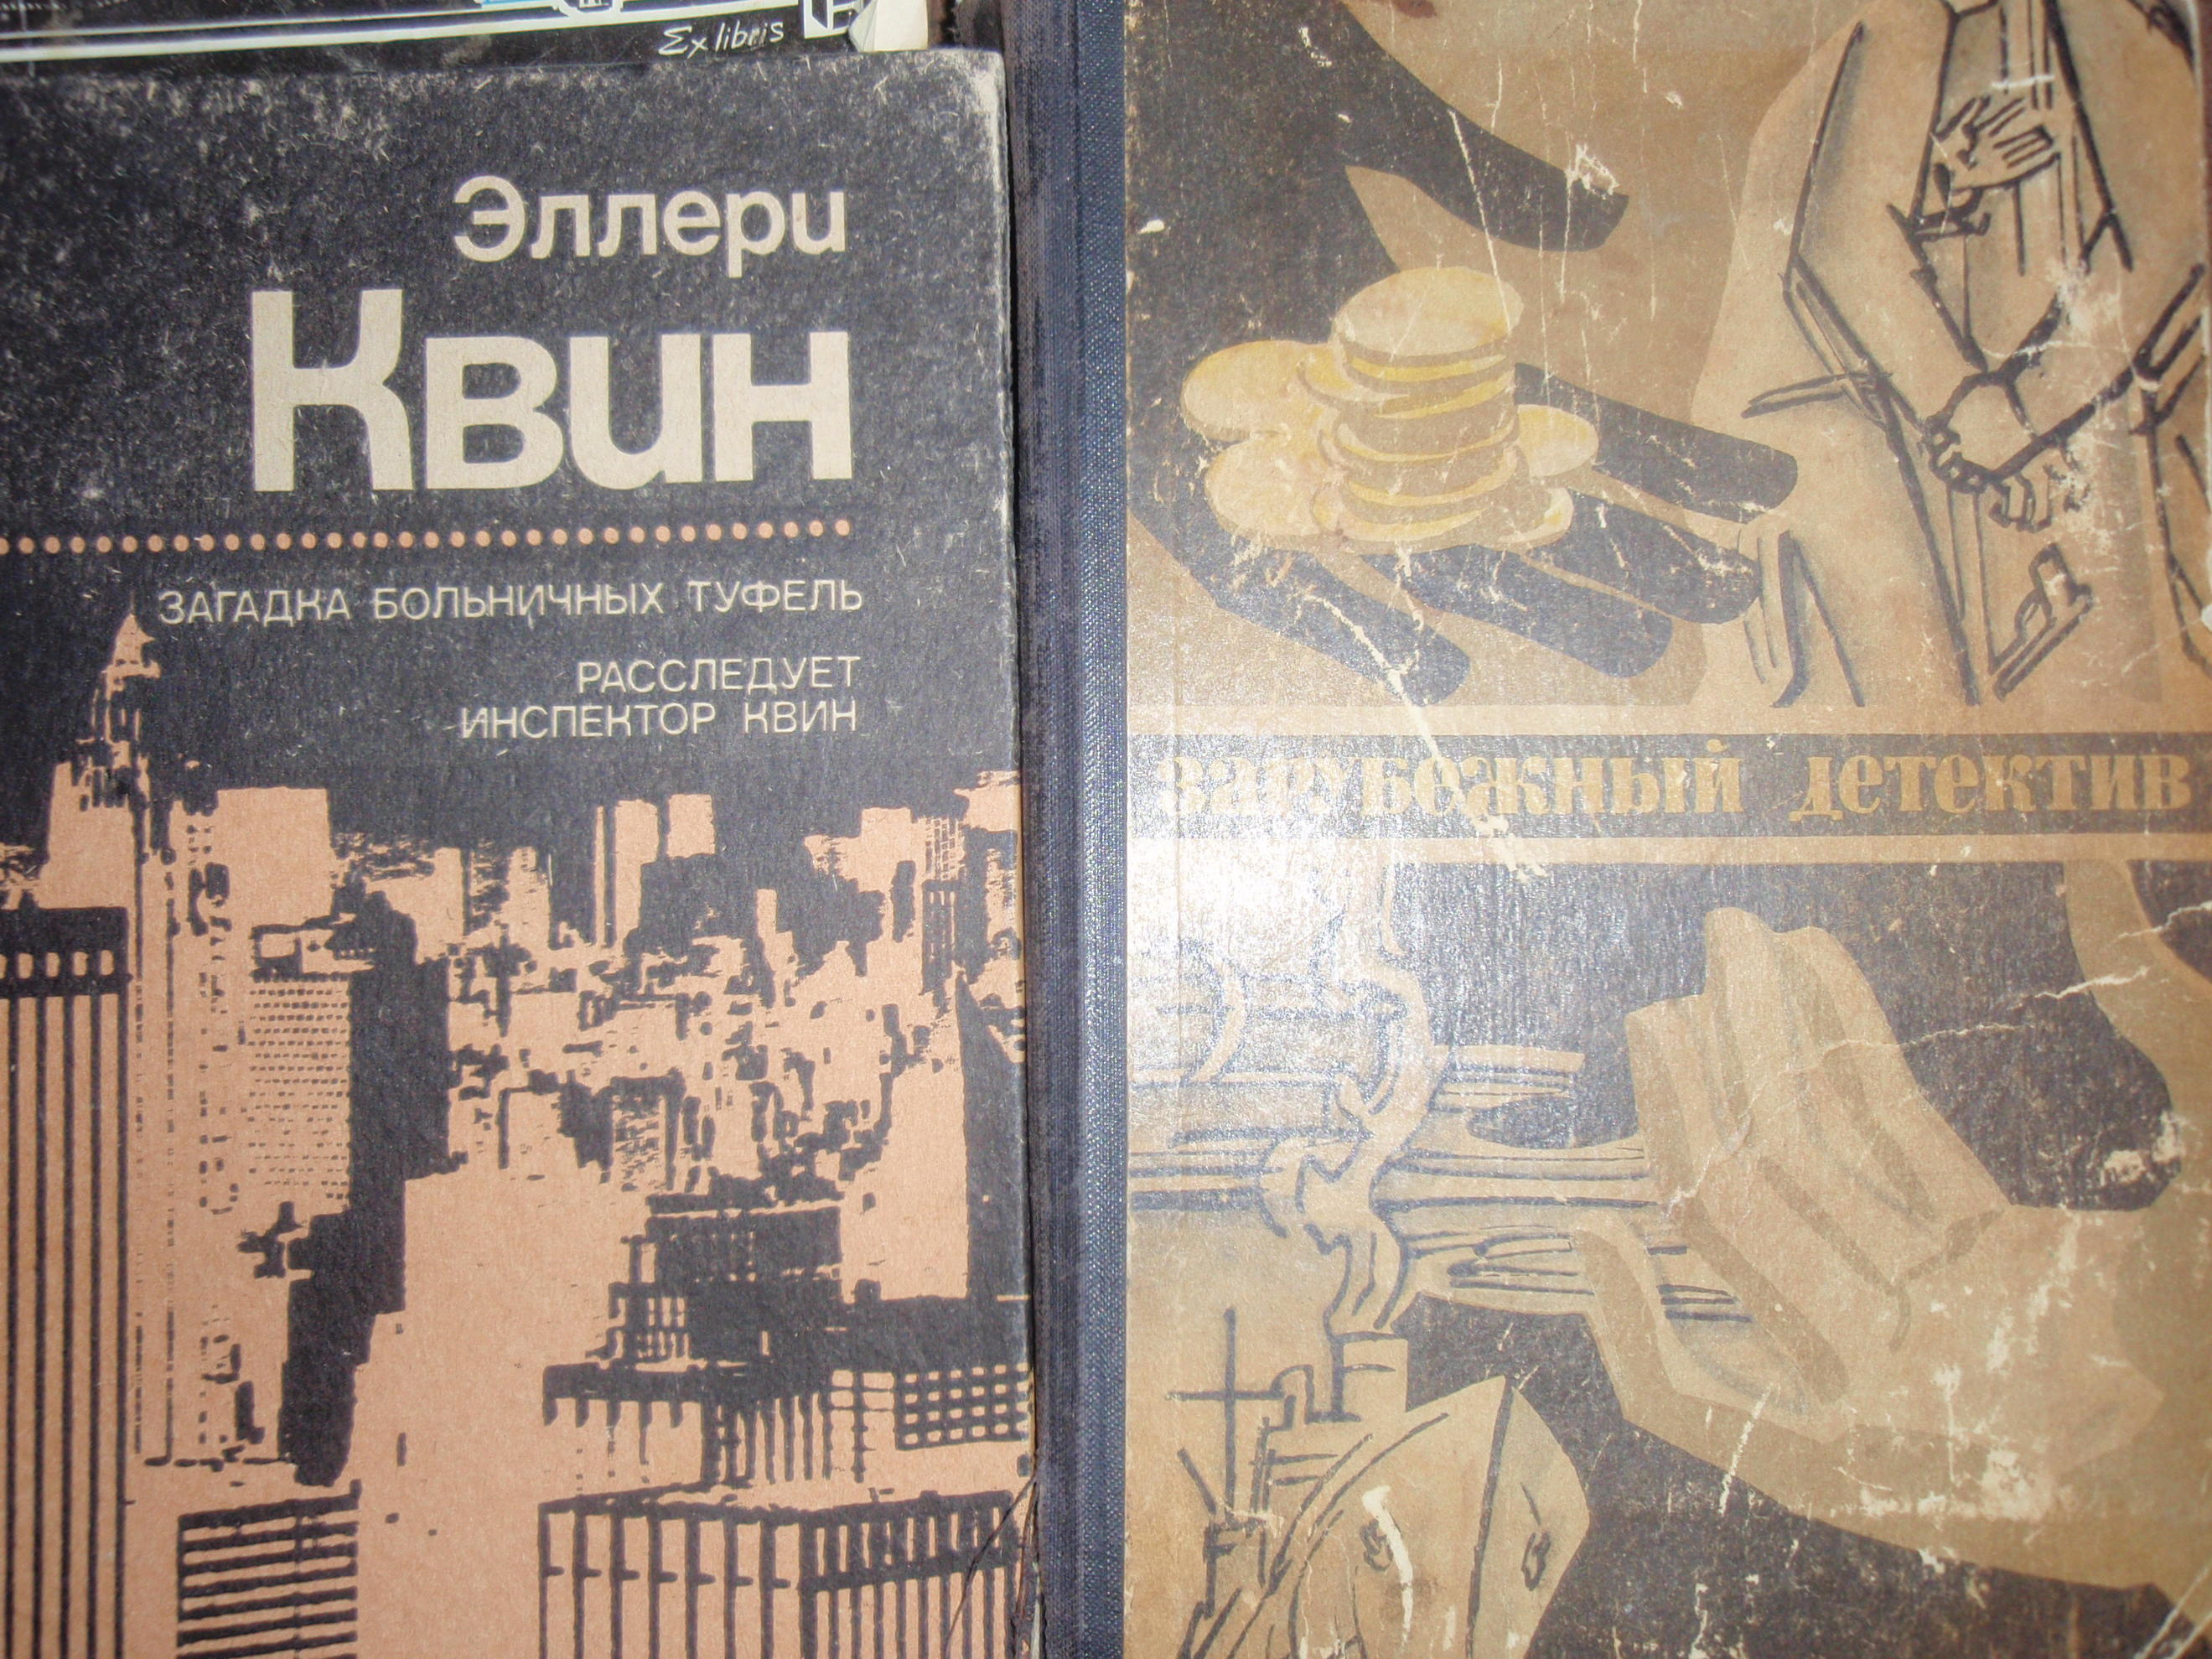 Ex libris
Эллери
Квин
ЗАГАДКА БОЛЬНИЧНЫХ ТУФЕЛЬ
РАССЛЕДУЕТ
ИНСПЕКТОР КВИН
зарубежный детектив